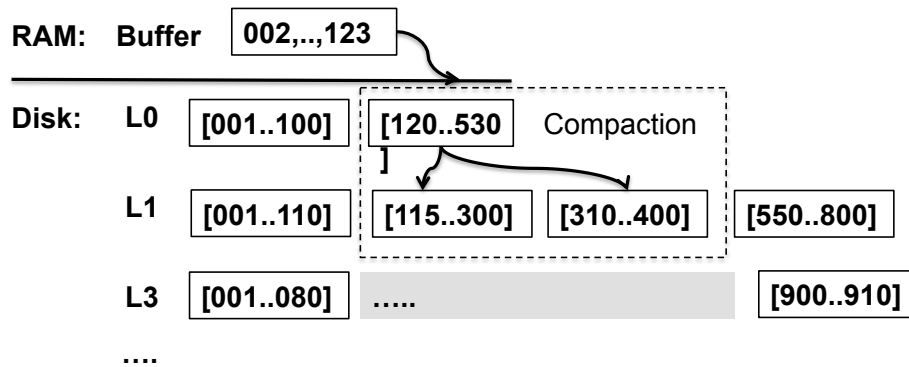 RAM: Buffer 002,..,123
Disk: L0 [001..100] [120..530
] Compaction
L1 [001..110] [115..300] [310..400] [550..800]
L3 [001..080] ..... [900..910]
....